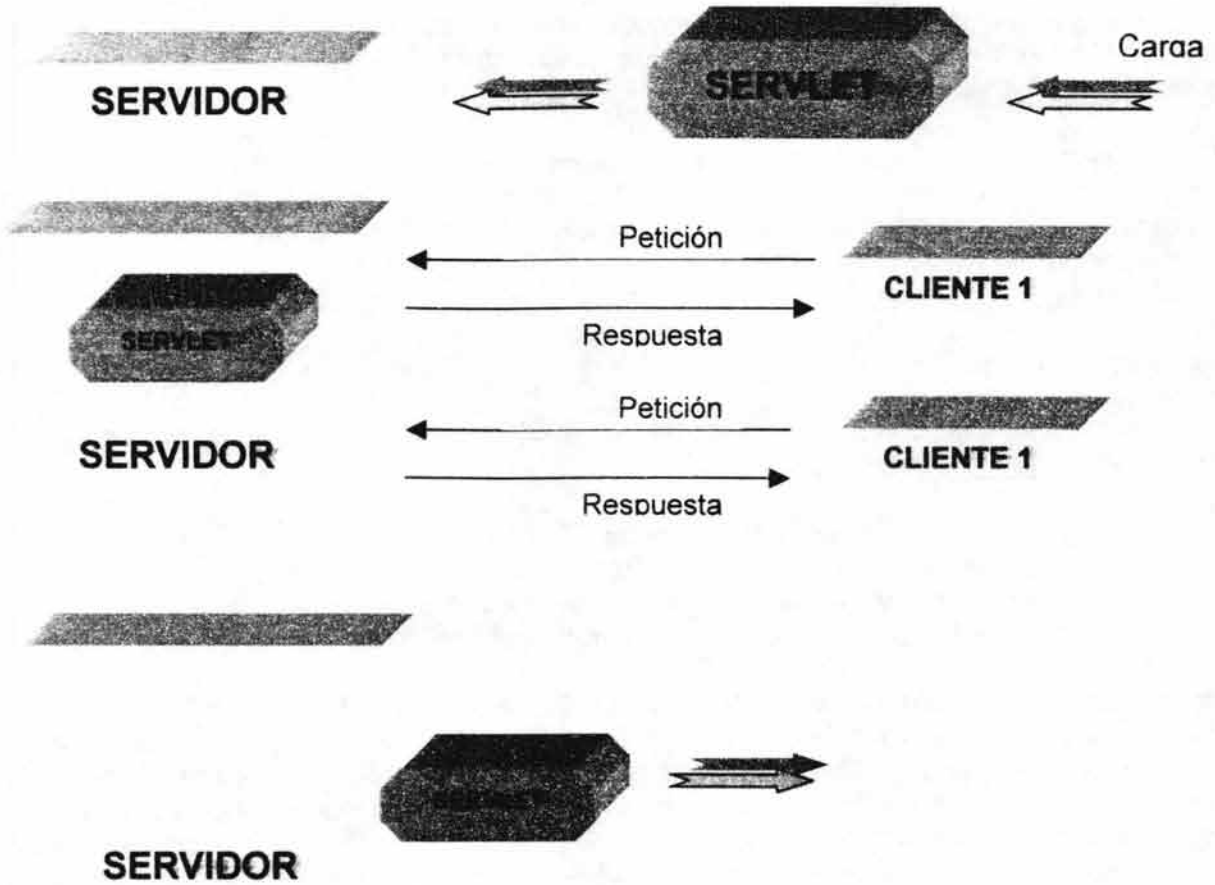 Carga
SERVLET
SERVIDOR
Petición
CLIENTE 1
SERVLET
Respuesta
Petición
SERVIDOR
CLIENTE 1
Respuesta
SERVIDOR